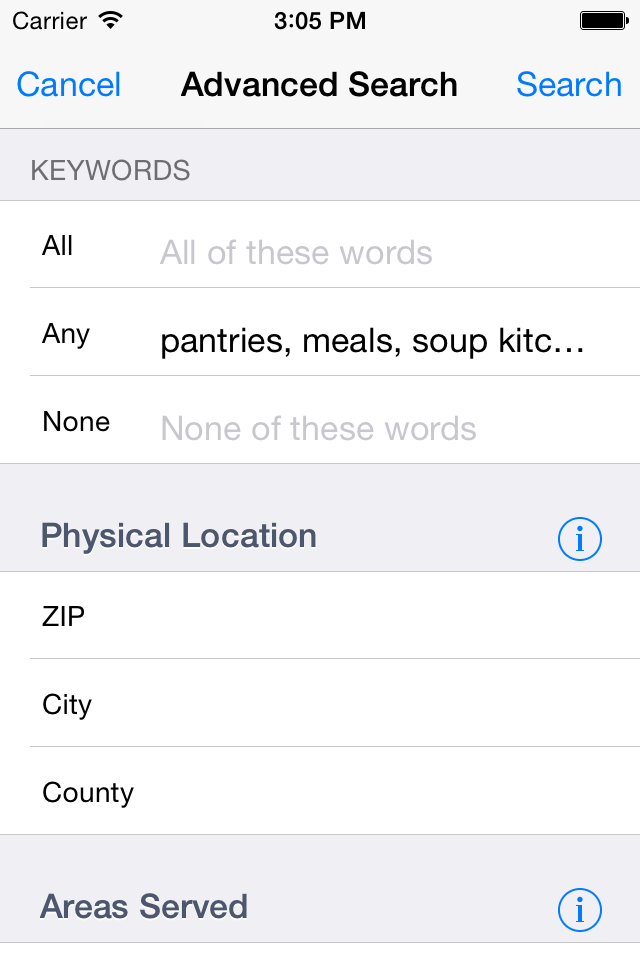 Carrier 3:05 PM
Cancel Advanced Search Search
KEYWORDS
All All of these words
Any pantries, meals, soup kitc...
None None of these words
Physical Location i
ZIP
City
County
Areas Served i